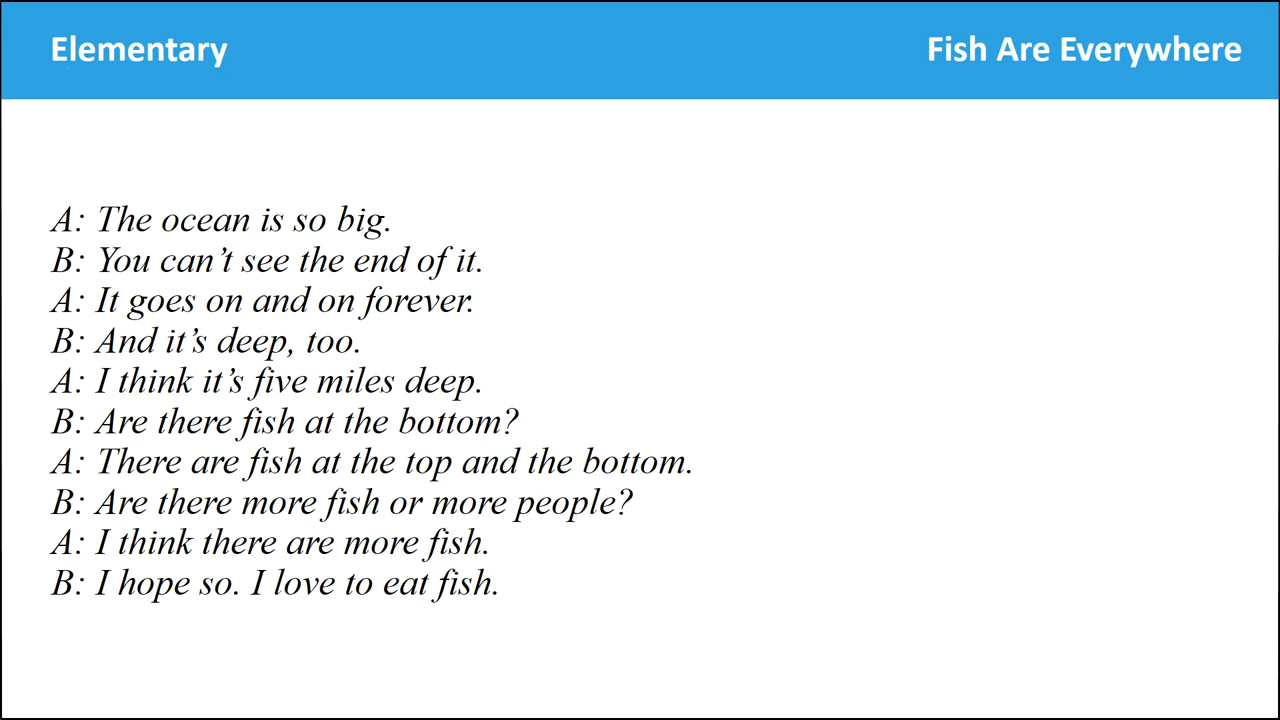 Elementary
Fish Are Everywhere
A: The ocean is so big.
B: You can’t see the end of it.
A: It goes on and on forever.
B: And it’s deep, too.
A: I think it’s five miles deep.
B: Are there fish at the bottom?
A: There are fish at the top and the bottom.
B: Are there more fish or more people?
A: I think there are more fish.
B: I hope so. I love to eat fish.